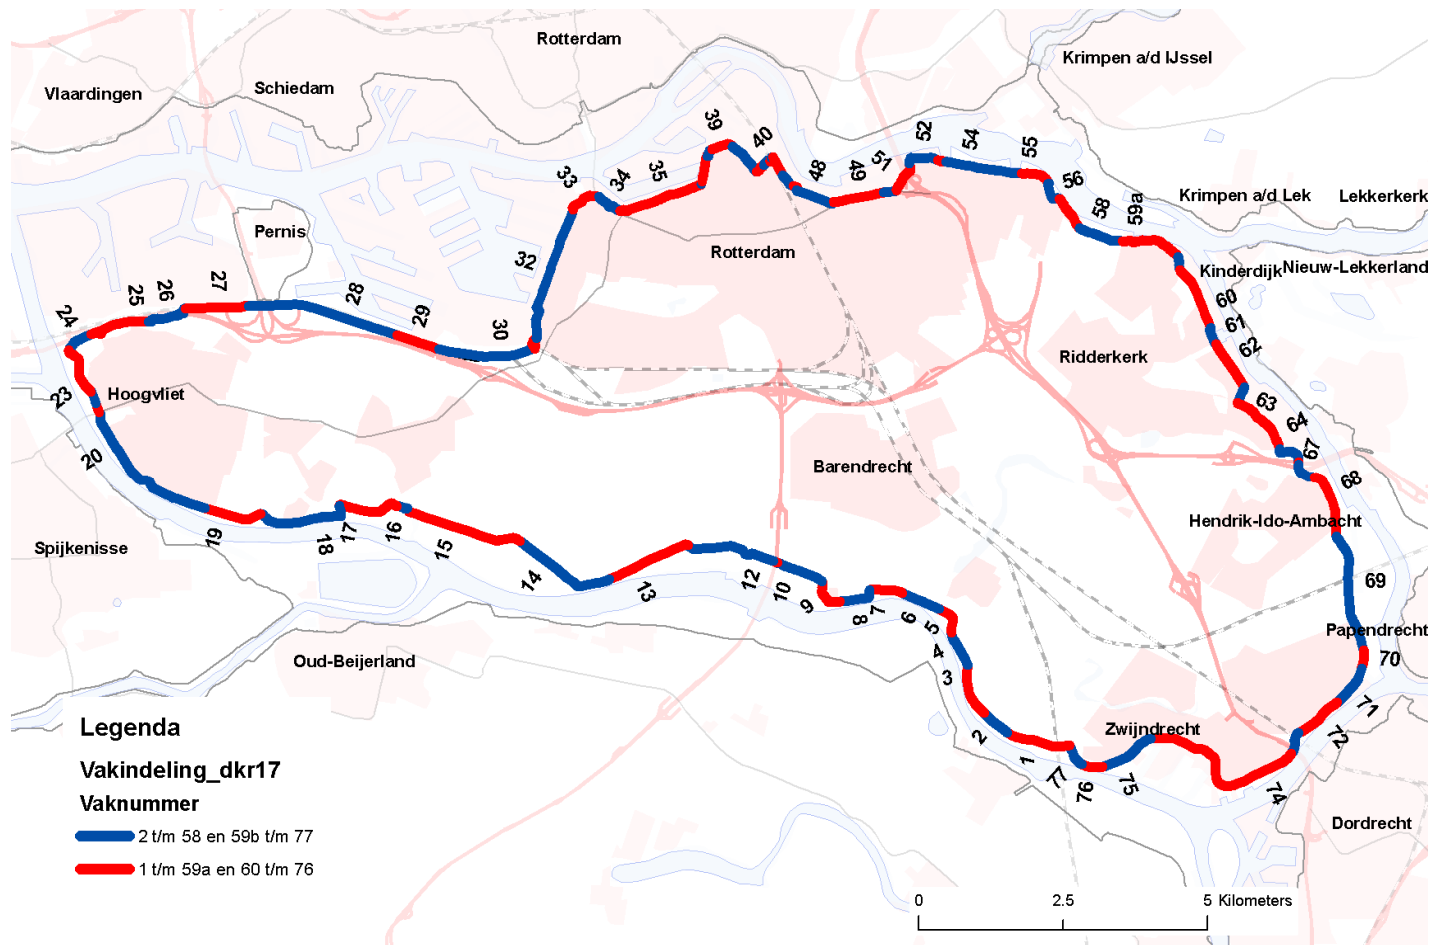 Rotterdam
Krimpen a/d IJssel
Schiedam
Vlaardingen
39
40
52
54
55
33
34
35
48
49
51
56
58
59a
Krimpen a/d Lek
Lekkerkerk
Pernis
Rotterdam
32
Kinderdijk
Nieuw-Lekkerland
24
25
26
27
28
29
30
60
61
62
Ridderkerk
Hoogvliet
23
63
64
20
Barendrecht
67
68
19
18
17
16
15
Hendrik-Ido-Ambacht
Spijkenisse
14
13
12
10
9
8
7
6
5
4
3
69
Papendrecht
70
Oud-Beijerland
71
72
2
1
77
76
75
Zwijndrecht
74
Dordrecht
Legenda
Vakindeling_dkr17
Vaknummer
2 t/m 58 en 59b t/m 77
1 t/m 59a en 60 t/m 76
0 2.5 5 Kilometers